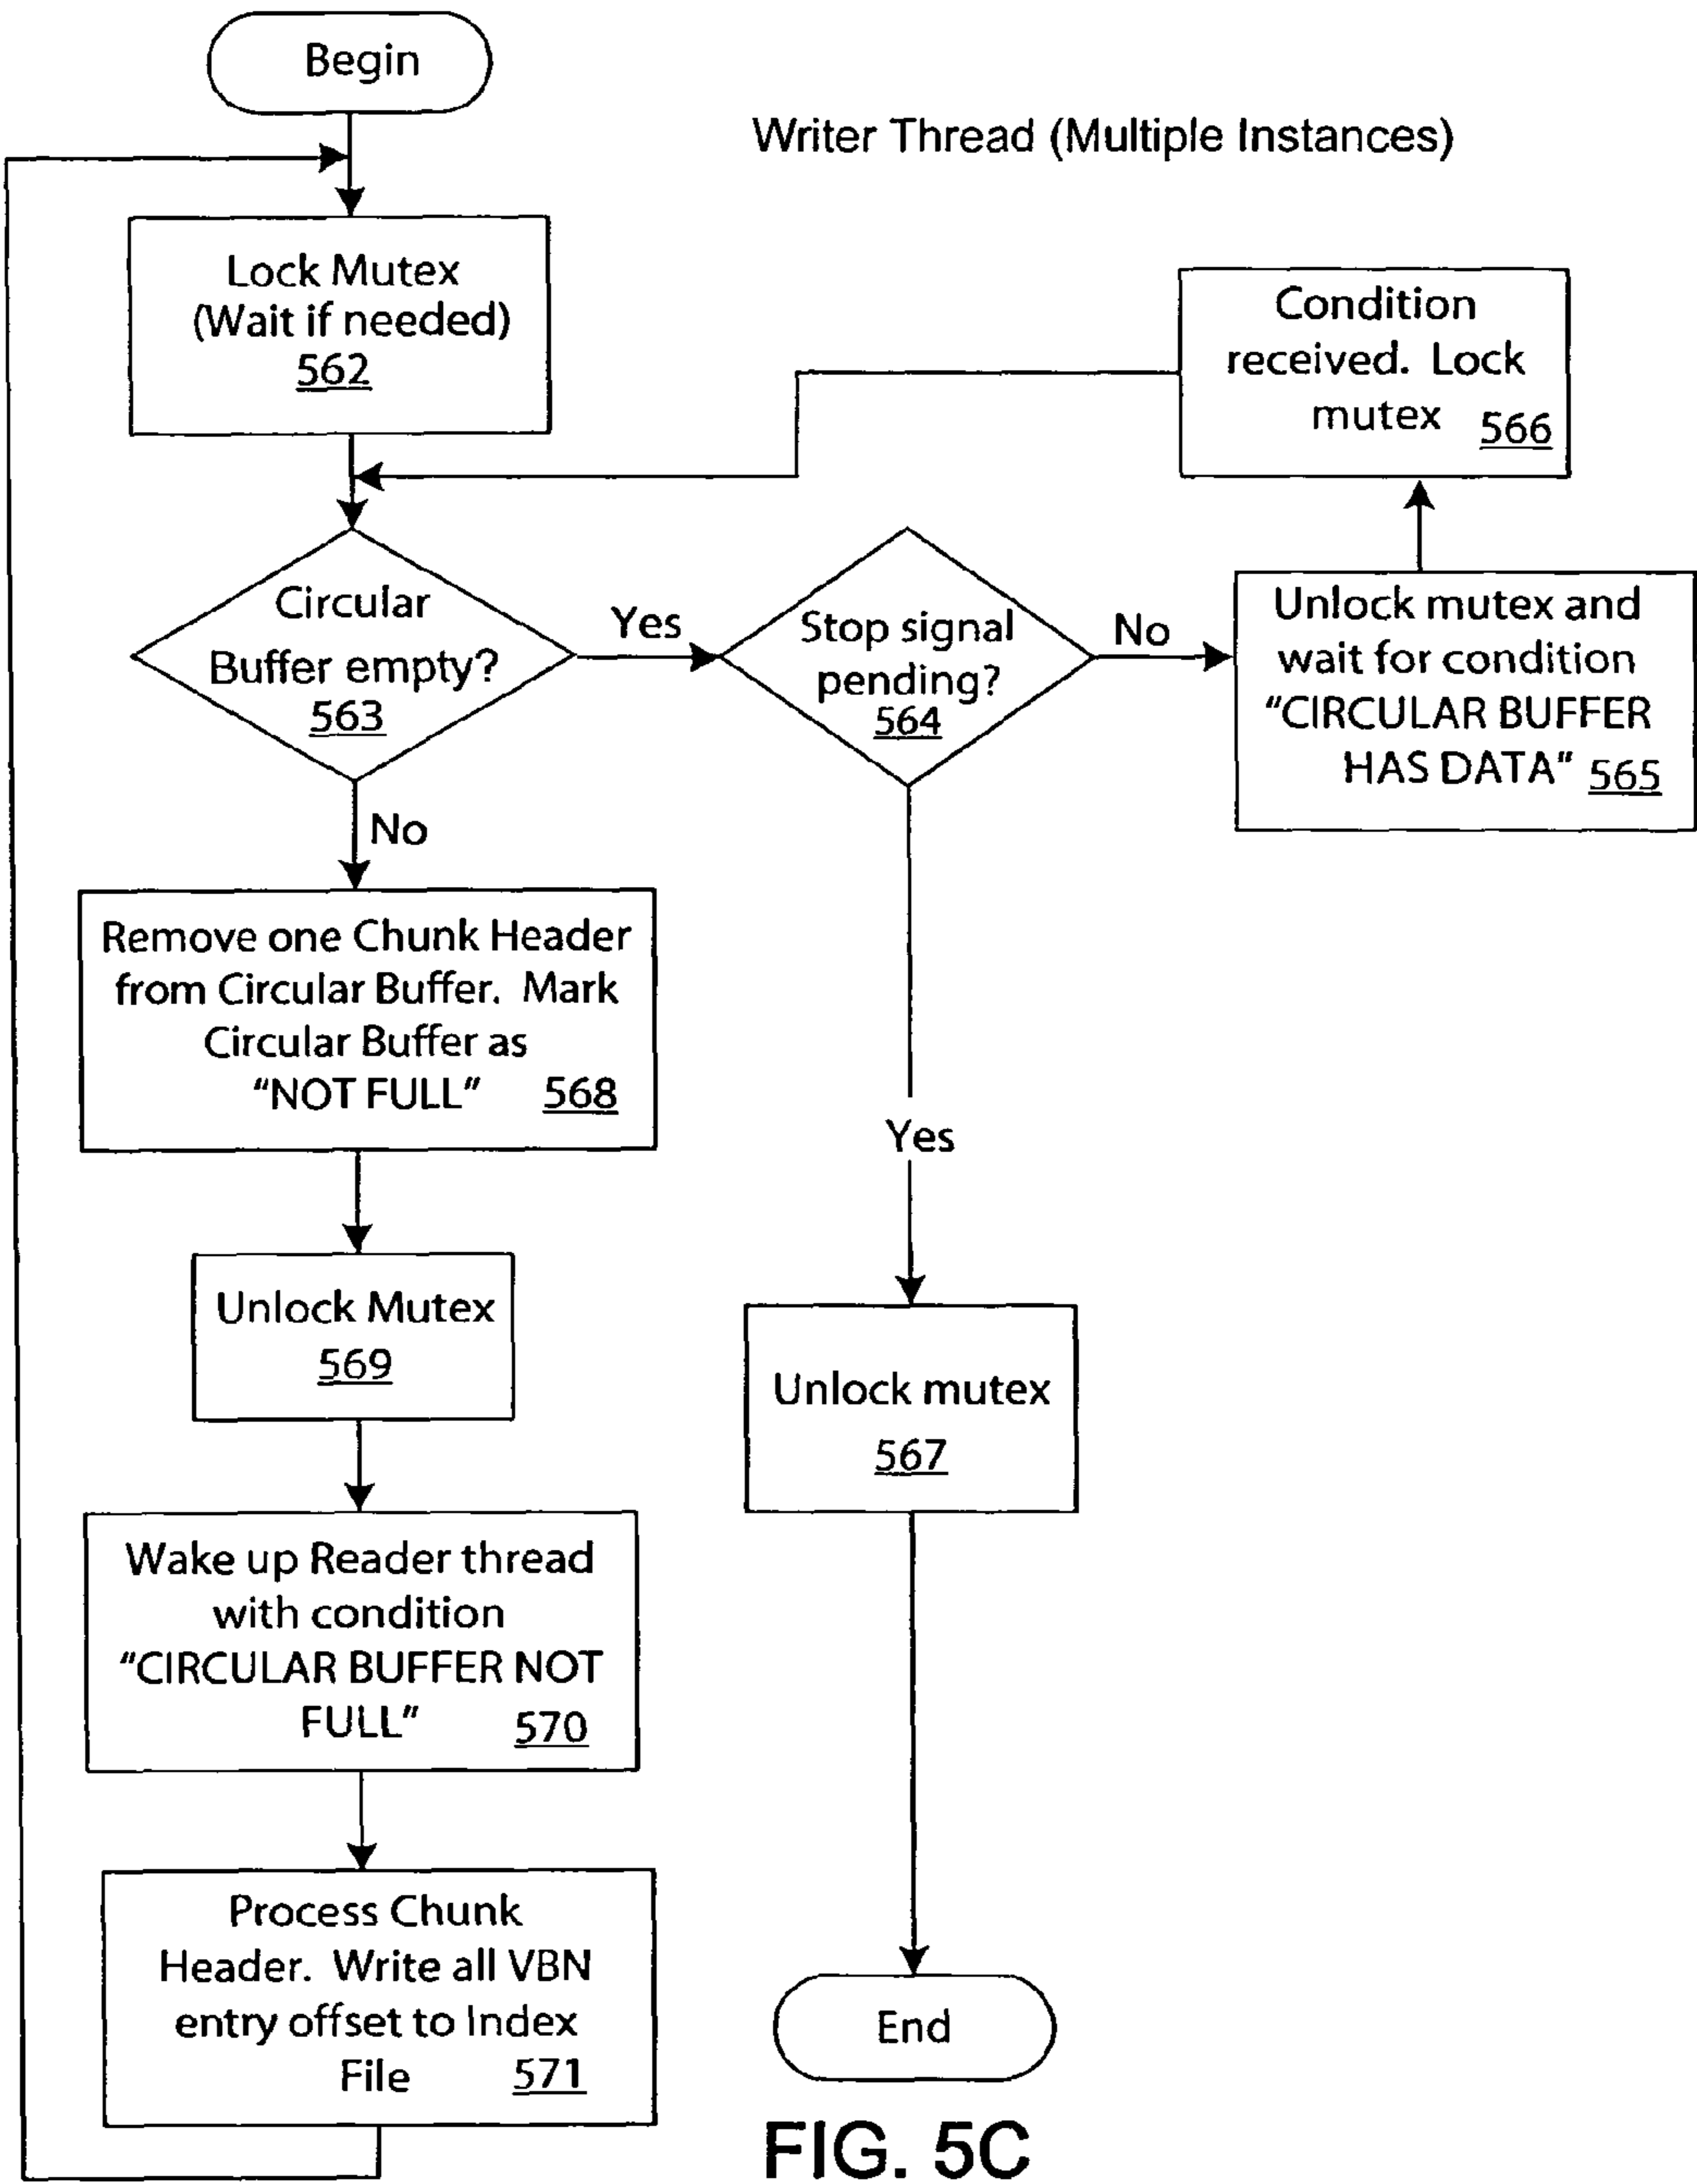 Begin
Writer Thread (Multiple Instances)
Lock Mutex
(Wait if needed)
562
Condition
received. Lock
mutex 566
Circular
Buffer empty?
563
Yes
Stop signal
pending?
564
No
Unlock mutex and
wait for condition
"CIRCULAR BUFFER
HAS DATA" 565
No
Remove one Chunk Header
from Circular Buffer. Mark
Circular Buffer as
"NOT FULL" 568
Yes
Unlock Mutex
569
Unlock mutex
567
Wake up Reader thread
with condition
"CIRCULAR BUFFER NOT
FULL" 570
Process Chunk
Header. Write all VBN
entry offset to Index
File 571
End
FIG. 5C